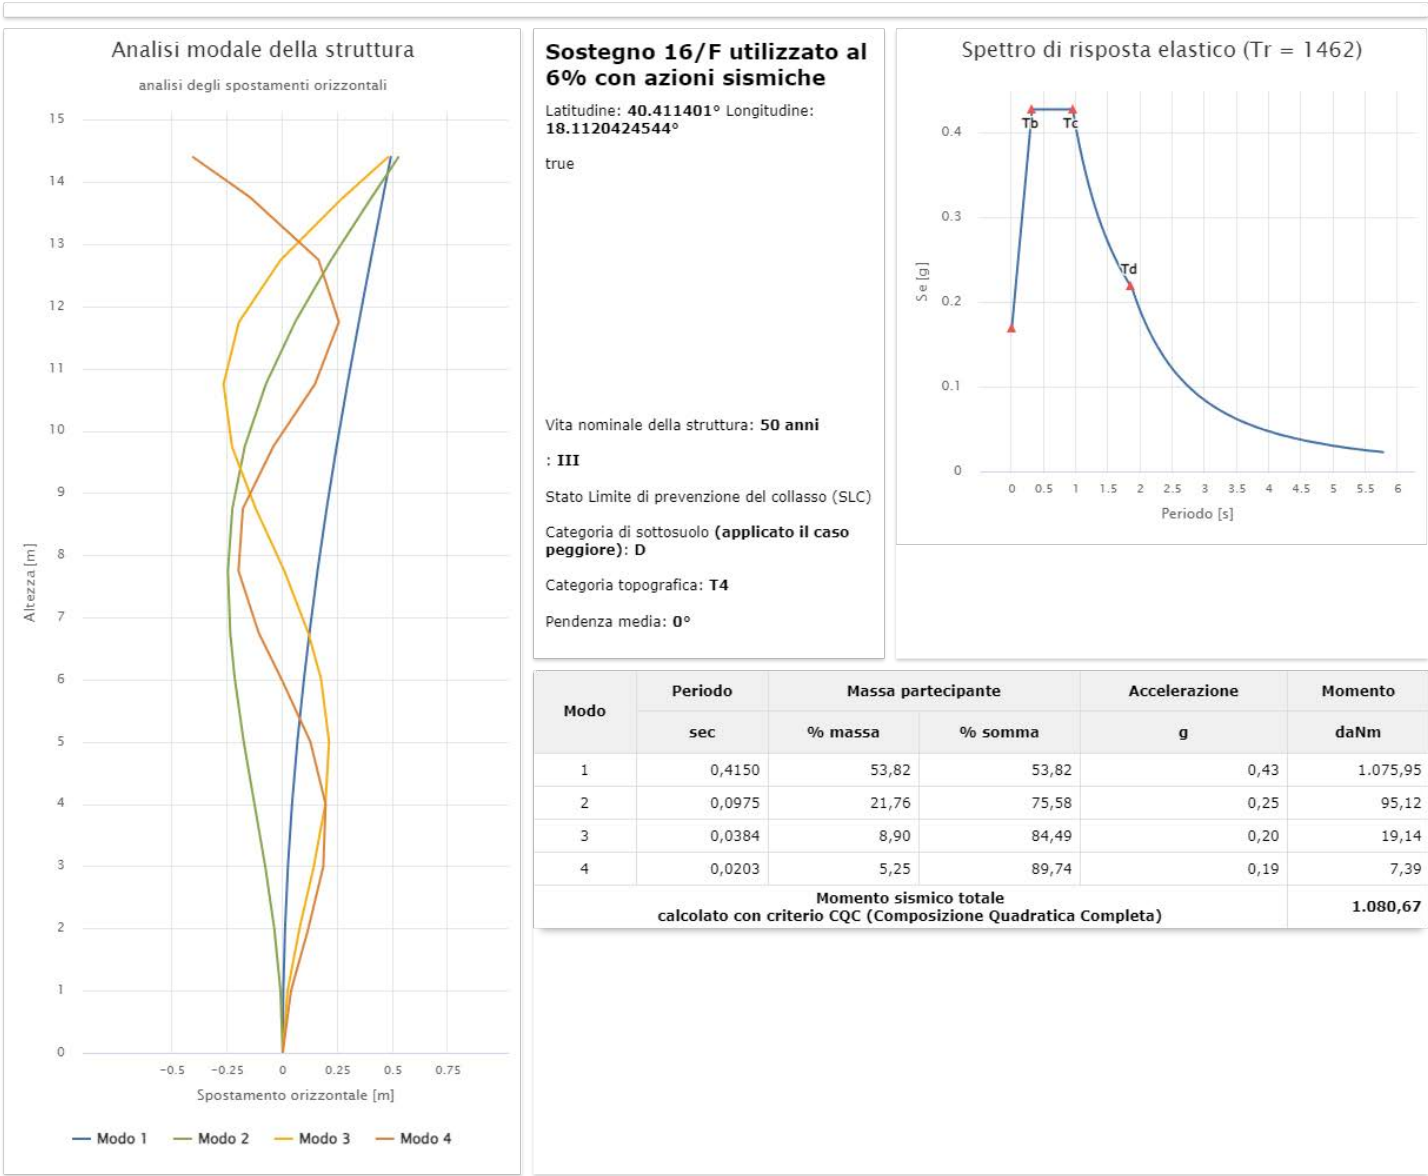 Analisi modale della struttura
analisi degli spostamenti orizzontali
15
14
13
12
11
10
9
8
7
6
5
4
3
2
1
0
Altezza [m]
-0.5 -0.25 0 0.25 0.5 0.75
Spostamento orizzontale [m]
Modo 1 Modo 2 Modo 3 Modo 4
Sostegno 16/F utilizzato al
6% con azioni sismiche
Latitudine: 40.411401° Longitudine:
18.1120424544°
true
Vita nominale della struttura: 50 anni
: III
Stato Limite di prevenzione del collasso (SLC)
Categoria di sottosuolo (applicato il caso
peggiore): D
Categoria topografica: T4
Pendenza media: 0°
Spettro di risposta elastico (Tr = 1462)
0.4
0.3
0.2
0.1
0
Se [g]
Tb Tc
Td
0 0.5 1 1.5 2 2.5 3 3.5 4 4.5 5 5.5 6
Periodo [s]
Modo Periodo Massa partecipante Accelerazione Momento
sec % massa % somma g daNm
1 0,4150 53,82 53,82 0,43 1.075,95
2 0,0975 21,76 75,58 0,25 95,12
3 0,0384 8,90 84,49 0,20 19,14
4 0,0203 5,25 89,74 0,19 7,39
Momento sismico totale
calcolato con criterio CQC (Composizione Quadratica Completa) 1.080,67